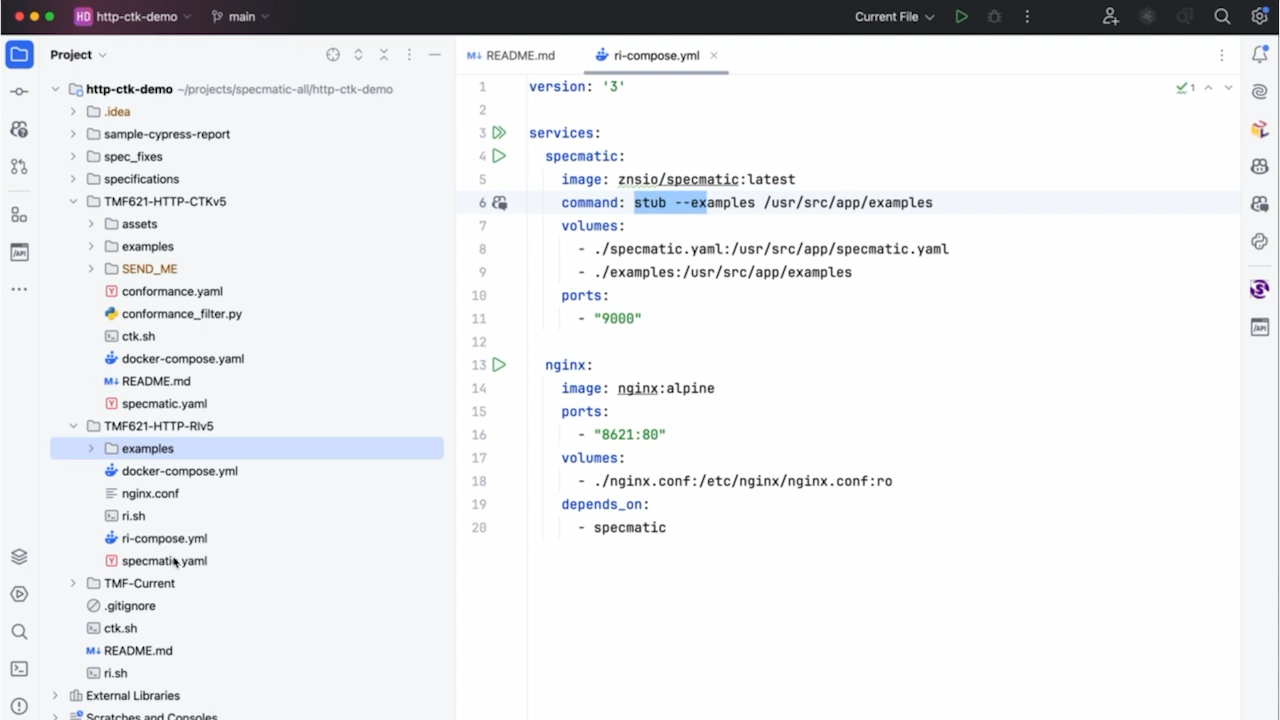 HD http-ctk-demo main Current File
Project
README.md ri-compose.yml
http-ctk-demo ~/projects/specmatic-all/http-ctk-demo
.idea
sample-cypress-report
spec_fixes
specifications
TMF621-HTTP-CTKv5
assets
examples
SEND_ME
conformance.yaml
conformance_filter.py
ctk.sh
docker-compose.yaml
README.md
specmatic.yaml
TMF621-HTTP-RIv5
examples
docker-compose.yml
nginx.conf
ri.sh
ri-compose.yml
specmatic.yaml
TMF-Current
.gitignore
ctk.sh
README.md
ri.sh
External Libraries
Scratches and Consoles
1 version: '3'
2
3 services:
4 specmatic:
5 image: znsio/specmatic:latest
6 command: stub --examples /usr/src/app/examples
7 volumes:
8 - ./specmatic.yaml:/usr/src/app/specmatic.yaml
9 - ./examples:/usr/src/app/examples
10 ports:
11 - "9000"
12
13 nginx:
14 image: nginx:alpine
15 ports:
16 - "8621:80"
17 volumes:
18 - ./nginx.conf:/etc/nginx/nginx.conf:ro
19 depends_on:
20 - specmatic
1